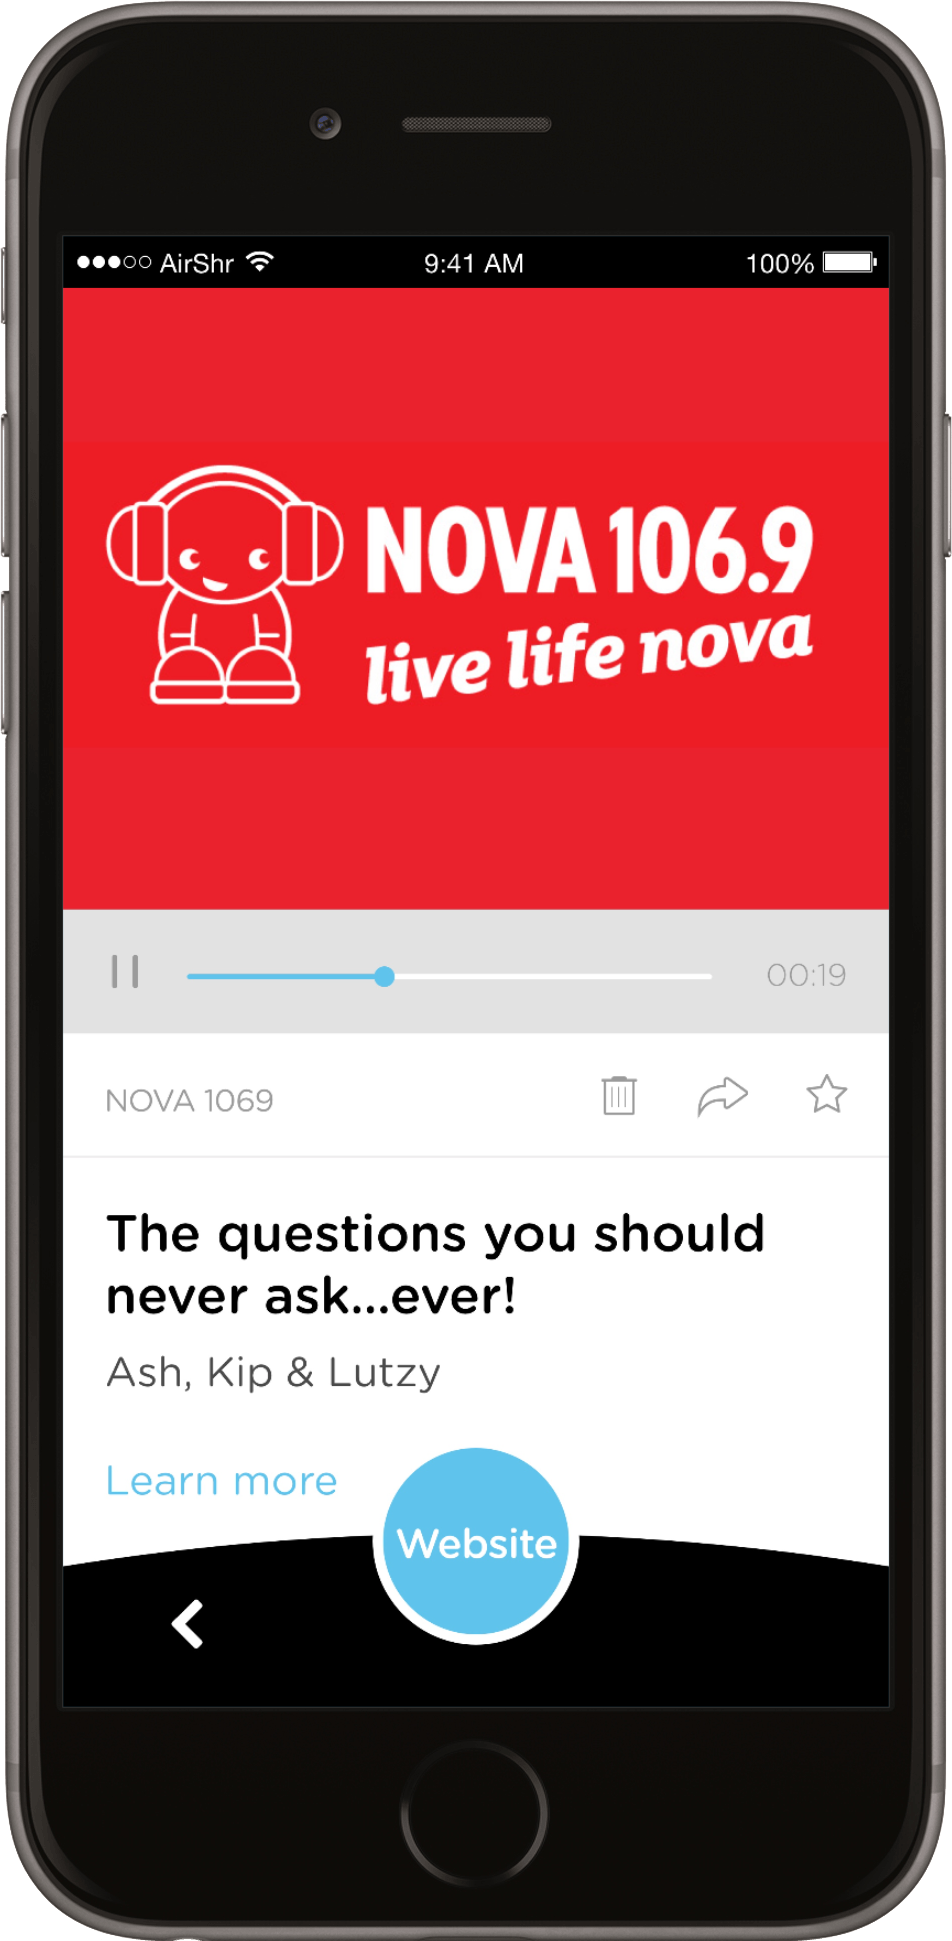 AirShr 9:41 AM 100%
NOVA 106.9
live life nova
00:19
NOVA 1069
The questions you should
never ask...ever!
Ash, Kip & Lutzy
Learn more
Website